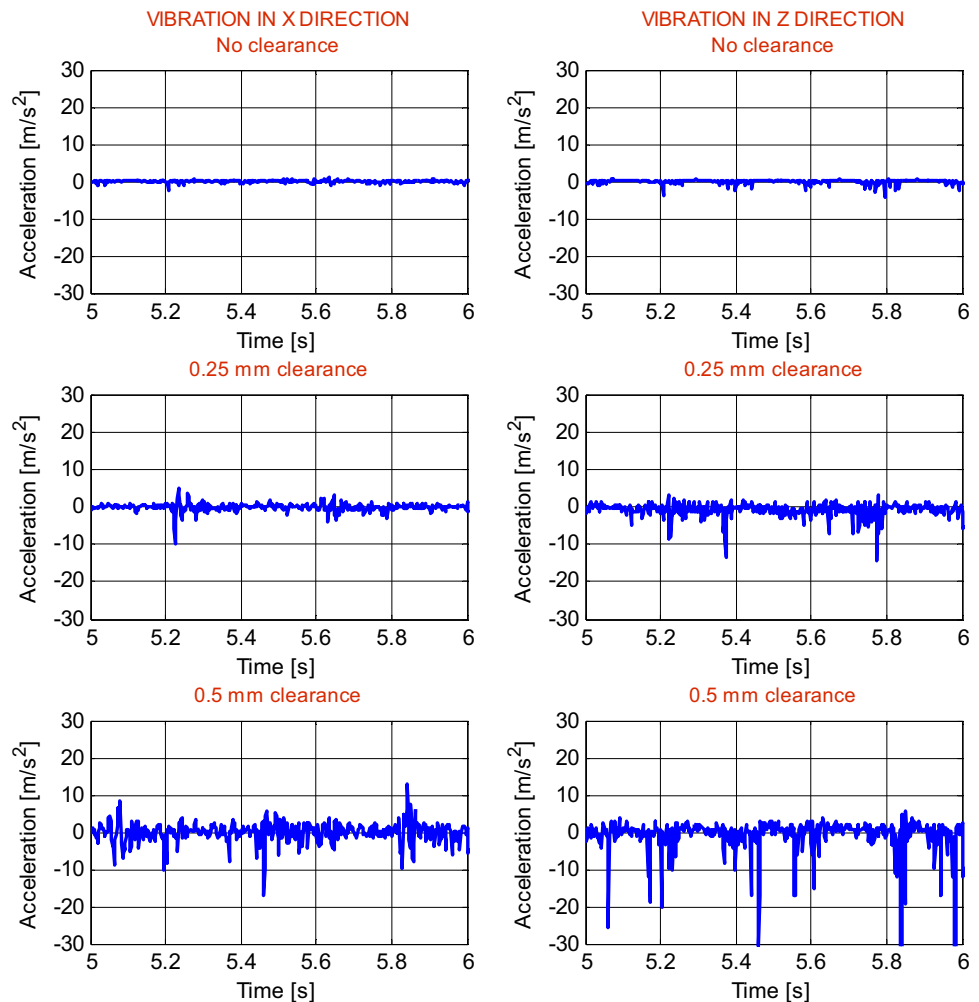 VIBRATION IN X DIRECTION
No clearance
30
20
10
0
-10
-20
-30
Acceleration [m/s²]
5 5.2 5.4 5.6 5.8 6
Time [s]
VIBRATION IN Z DIRECTION
No clearance
30
20
10
0
-10
-20
-30
Acceleration [m/s²]
5 5.2 5.4 5.6 5.8 6
Time [s]
0.25 mm clearance
30
20
10
0
-10
-20
-30
Acceleration [m/s²]
5 5.2 5.4 5.6 5.8 6
Time [s]
0.25 mm clearance
30
20
10
0
-10
-20
-30
Acceleration [m/s²]
5 5.2 5.4 5.6 5.8 6
Time [s]
0.5 mm clearance
30
20
10
0
-10
-20
-30
Acceleration [m/s²]
5 5.2 5.4 5.6 5.8 6
Time [s]
0.5 mm clearance
30
20
10
0
-10
-20
-30
Acceleration [m/s²]
5 5.2 5.4 5.6 5.8 6
Time [s]